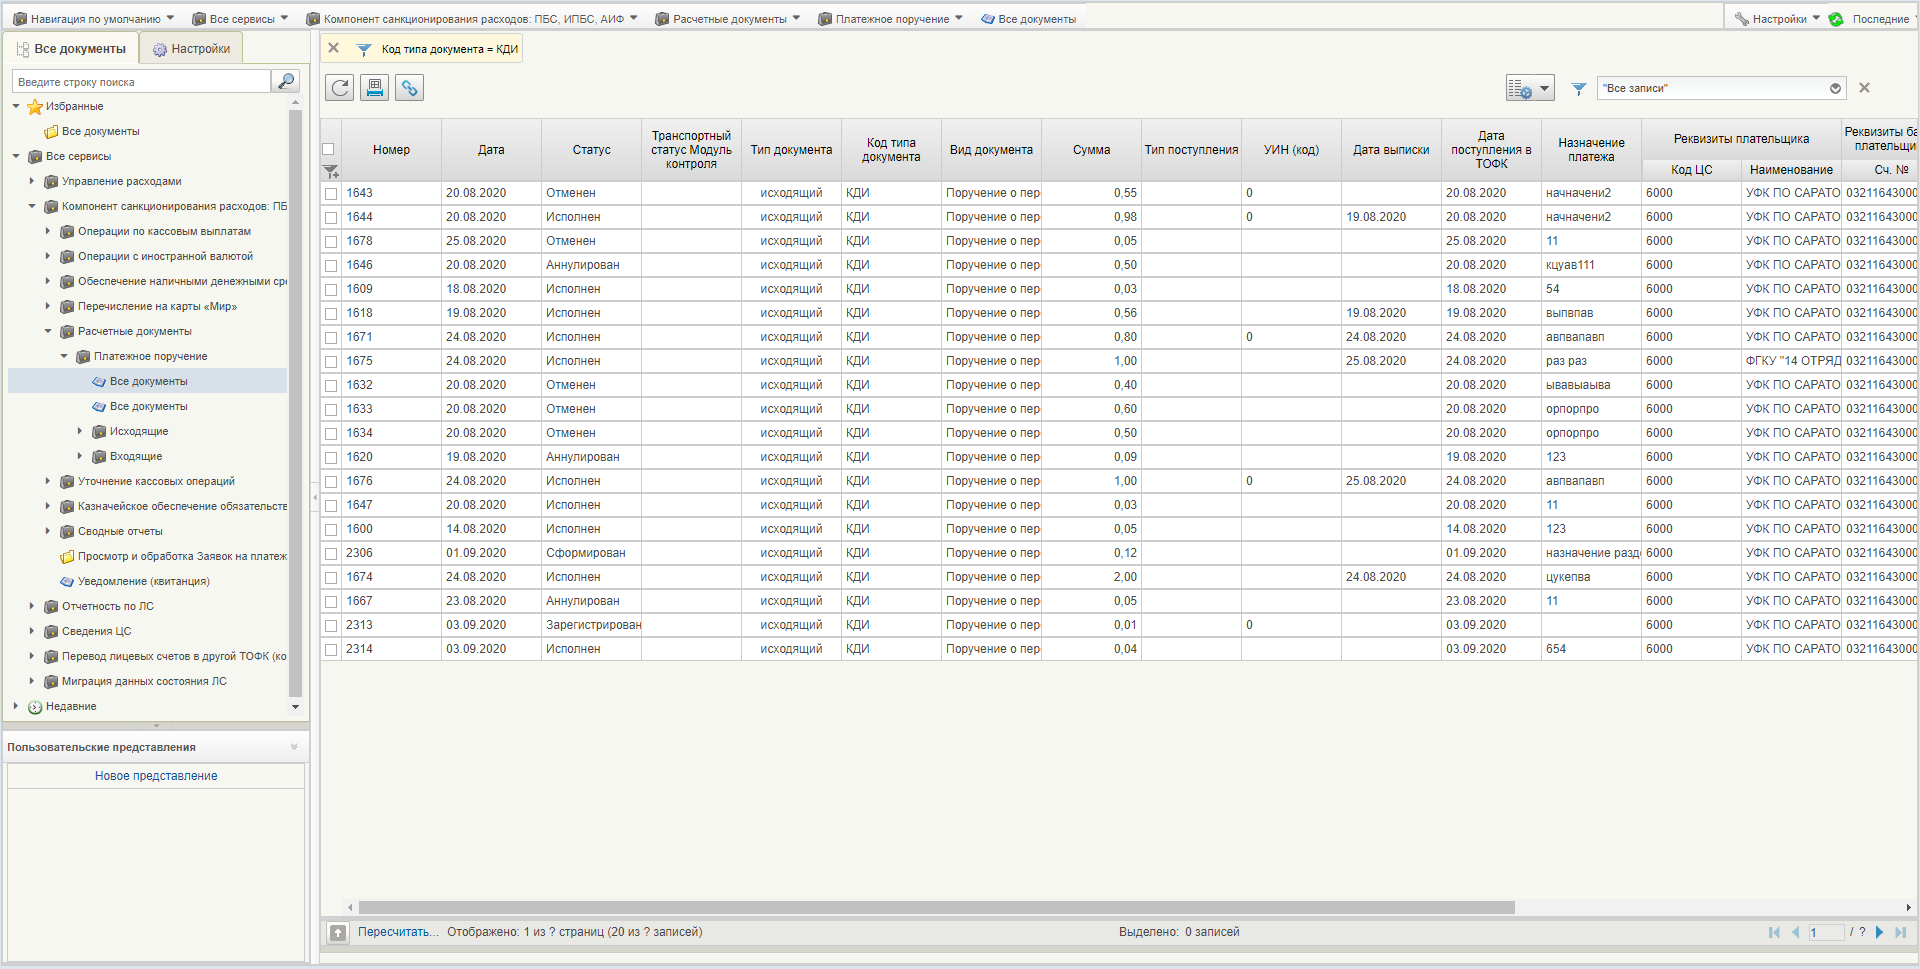 Навигация по умолчанию Все сервисы Компонент санкционирования расходов: ПБС, ИПБС, АИФ Расчетные документы Платежное поручение Все документы Настройки Последние
Все документы Настройки
Введите строку поиска
Избранные
Все документы
Все сервисы
Управление расходами
Компонент санкционирования расходов: ПБ
Операции по кассовым выплатам
Операции с иностранной валютой
Обеспечение наличными денежными сре
Перечисление на карты «Мир»
Расчетные документы
Платежное поручение
Все документы
Все документы
Исходящие
Входящие
Уточнение кассовых операций
Казначейское обеспечение обязательств
Сводные отчеты
Просмотр и обработка Заявок на платеж
Уведомление (квитанция)
Отчетность по ЛС
Сведения ЦС
Перевод лицевых счетов в другой ТОФК (ко
Миграция данных состояния ЛС
Недавние
Пользовательские представления
Новое представление
Код типа документа = КДИ
"Все записи"
Номер Дата Статус Транспортный статус Модуль контроля Тип документа Код типа документа Вид документа Сумма Тип поступления УИН (код) Дата выписки Дата поступления в ТОФК Назначение платежа Реквизиты плательщика Реквизиты ба плательщи
Код ЦС Наименование Сч. №
1643 20.08.2020 Отменен исходящий КДИ Поручение о пер 0,55 0 20.08.2020 начначени2 6000 УФК ПО САРАТО 03211643000
1644 20.08.2020 Исполнен исходящий КДИ Поручение о пер 0,98 0 19.08.2020 20.08.2020 начначени2 6000 УФК ПО САРАТО 03211643000
1678 25.08.2020 Отменен исходящий КДИ Поручение о пер 0,05 25.08.2020 11 6000 УФК ПО САРАТО 03211643000
1646 20.08.2020 Аннулирован исходящий КДИ Поручение о пер 0,50 20.08.2020 кцуав111 6000 УФК ПО САРАТО 03211643000
1609 18.08.2020 Исполнен исходящий КДИ Поручение о пер 0,03 18.08.2020 54 6000 УФК ПО САРАТО 03211643000
1618 19.08.2020 Исполнен исходящий КДИ Поручение о пер 0,56 19.08.2020 19.08.2020 выпвпав 6000 УФК ПО САРАТО 03211643000
1671 24.08.2020 Исполнен исходящий КДИ Поручение о пер 0,80 0 24.08.2020 24.08.2020 авпвапавп 6000 УФК ПО САРАТО 03211643000
1675 24.08.2020 Исполнен исходящий КДИ Поручение о пер 1,00 25.08.2020 24.08.2020 раз раз 6000 ФГКУ "14 ОТРЯД 03211643000
1632 20.08.2020 Отменен исходящий КДИ Поручение о пер 0,40 20.08.2020 ывавыаыва 6000 УФК ПО САРАТО 03211643000
1633 20.08.2020 Отменен исходящий КДИ Поручение о пер 0,60 20.08.2020 орпорпро 6000 УФК ПО САРАТО 03211643000
1634 20.08.2020 Отменен исходящий КДИ Поручение о пер 0,50 20.08.2020 орпорпро 6000 УФК ПО САРАТО 03211643000
1620 19.08.2020 Аннулирован исходящий КДИ Поручение о пер 0,09 19.08.2020 123 6000 УФК ПО САРАТО 03211643000
1676 24.08.2020 Исполнен исходящий КДИ Поручение о пер 1,00 0 25.08.2020 24.08.2020 авпвапавп 6000 УФК ПО САРАТО 03211643000
1647 20.08.2020 Исполнен исходящий КДИ Поручение о пер 0,03 20.08.2020 11 6000 УФК ПО САРАТО 03211643000
1600 14.08.2020 Исполнен исходящий КДИ Поручение о пер 0,05 14.08.2020 123 6000 УФК ПО САРАТО 03211643000
2306 01.09.2020 Сформирован исходящий КДИ Поручение о пер 0,12 01.09.2020 назначение разд 6000 УФК ПО САРАТО 03211643000
1674 24.08.2020 Исполнен исходящий КДИ Поручение о пер 2,00 24.08.2020 24.08.2020 цукепва 6000 УФК ПО САРАТО 03211643000
1667 23.08.2020 Аннулирован исходящий КДИ Поручение о пер 0,05 23.08.2020 11 6000 УФК ПО САРАТО 03211643000
2313 03.09.2020 Зарегистрирован исходящий КДИ Поручение о пер 0,01 0 03.09.2020 6000 УФК ПО САРАТО 03211643000
2314 03.09.2020 Исполнен исходящий КДИ Поручение о пер 0,04 03.09.2020 654 6000 УФК ПО САРАТО 03211643000
Пересчитать... Отображено: 1 из ? страниц (20 из ? записей) Выделено: 0 записей 1 / ?